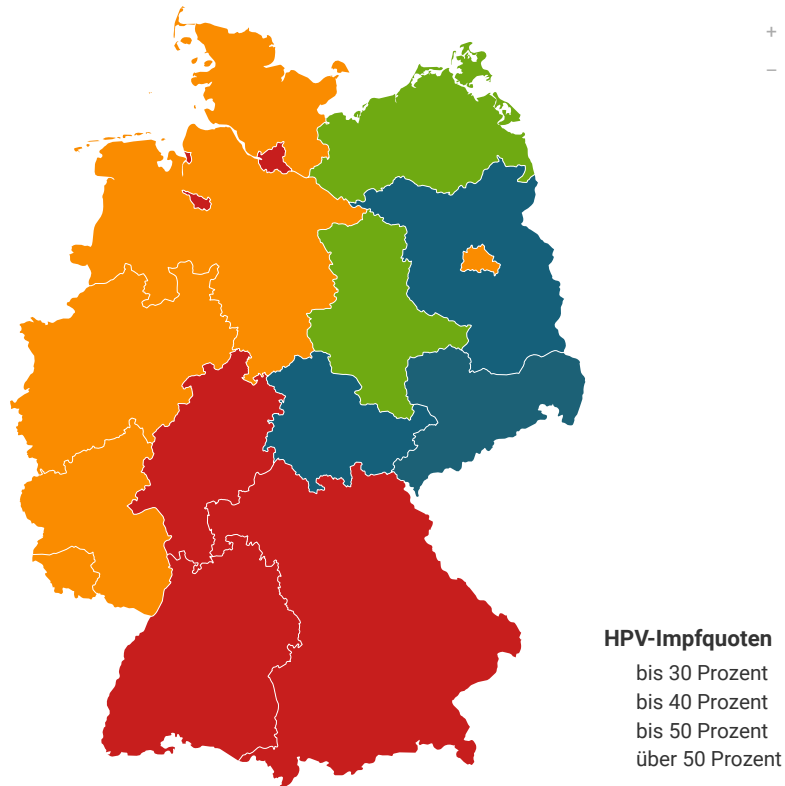 +
−
HPV-Impfquoten
bis 30 Prozent
bis 40 Prozent
bis 50 Prozent
über 50 Prozent